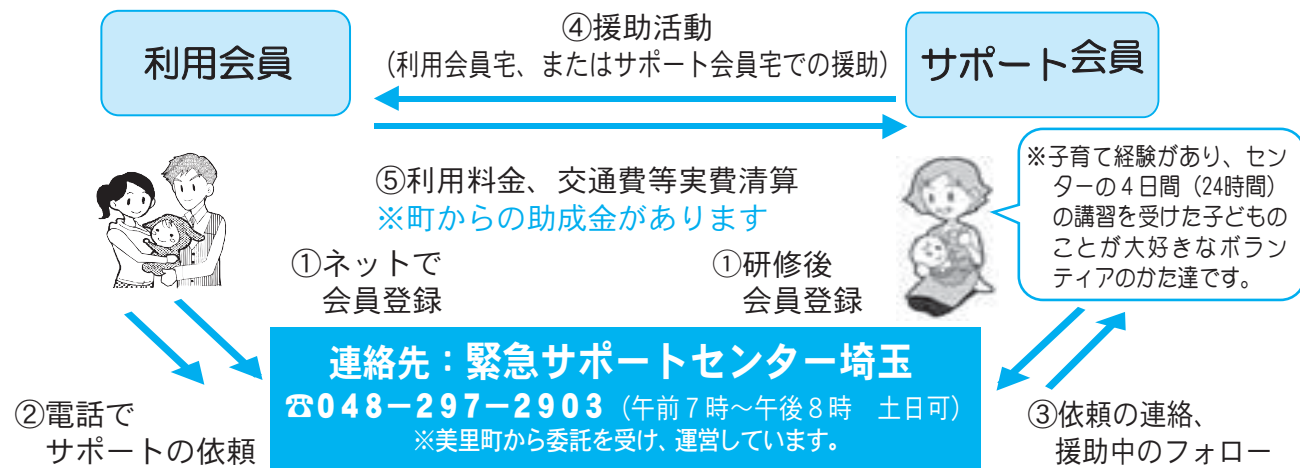 利用会員
④援助活動
(利用会員宅、またはサポート会員宅での援助)
サポート会員
⑤利用料金、交通費等実費清算
※町からの助成金があります
※子育て経験があり、セン
ターの4日間(24時間)
の講習を受けた子どもの
ことが大好きなボラン
ティアのかた達です。
①ネットで
会員登録
①研修後
会員登録
連絡先：緊急サポートセンター埼玉
☎048－297－2903(午前7時～午後8時　土日可)
※美里町から委託を受け、運営しています。
②電話で
サポートの依頼
③依頼の連絡、
援助中のフォロー